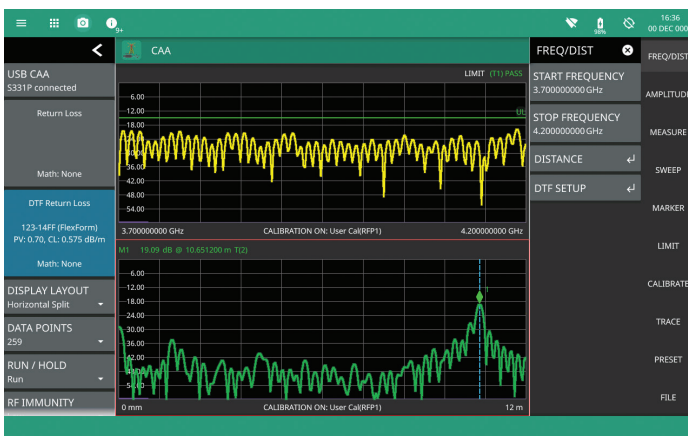 9+
98%
16:36
00 DEC 000
CAA
FREQ/DIST
FREQ/DIST
USB CAA
S331P connected
LIMIT (T1) PASS
START FREQUENCY
3.700000000 GHz
AMPLITUDE
Return Loss
-6.00
-12.00
UL
-18.00
STOP FREQUENCY
4.200000000 GHz
MEASURE
DISTANCE
Math: None
-36.00
SWEEP
-42.00
-48.00
DTF SETUP
DTF Return Loss
-54.00
MARKER
123-14FF (FlexForm)
PV: 0.70, CL: 0.575 dB/m
3.700000000 GHz CALIBRATION ON: User Cal(RFP1) 4.200000000 GHz
M1 19.09 dB @ 10.651200 m T(2)
LIMIT
Math: None
-6.00
DISPLAY LAYOUT
Horizontal Split
-12.00
-18.00
1
CALIBRATE
-24.00
DATA POINTS
259
-30.00
TRACE
-36.00
RUN / HOLD
Run
-42.00
PRESET
RF IMMUNITY
0 mm CALIBRATION ON: User Cal(RFP1) 12 m
FILE